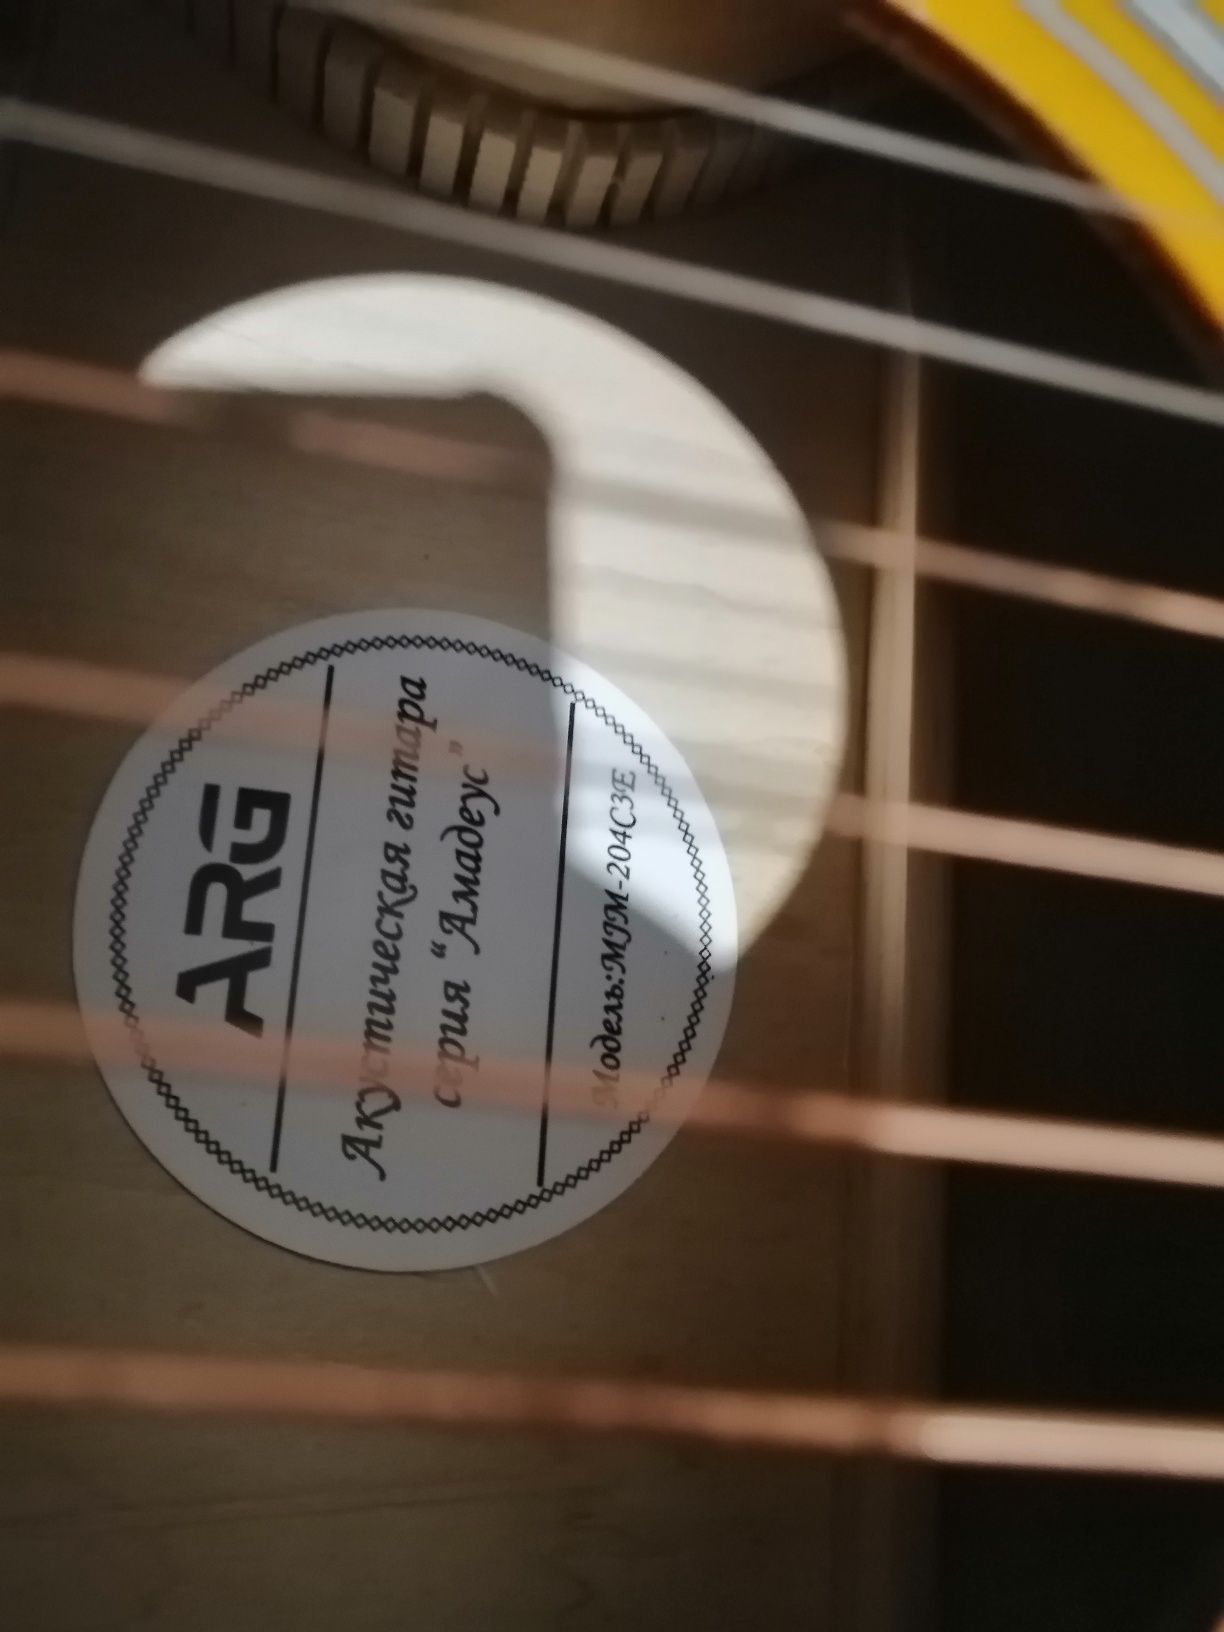 ARG
Акустическая гитара
серия “Амадеус”
Модель:MJM-204C3E